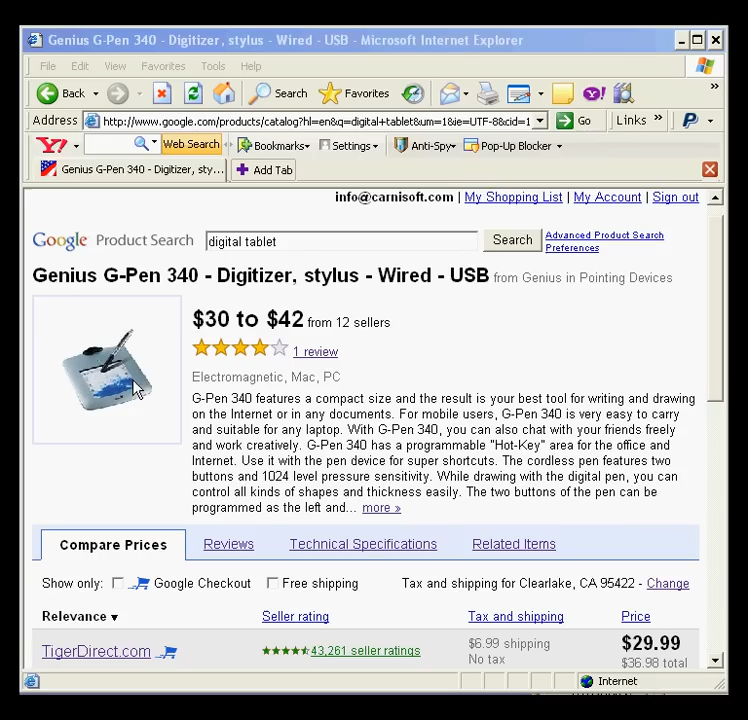 Genius G-Pen 340 - Digitizer, stylus - Wired - USB - Microsoft Internet Explorer
File Edit View Favorites Tools Help
Back Search Favorites »
Address http://www.google.com/products/catalog?hl=en&q=digital+tablet&um=1&ie=UTF-8&cid=1 Go Links »
Y! Web Search Bookmarks Settings Anti-Spy Pop-Up Blocker
Genius G-Pen 340 - Digitizer, sty... Add Tab
info@carnisoft.com | My Shopping List | My Account | Sign out
Google Product Search digital tablet Search Advanced Product Search
Preferences
Genius G-Pen 340 - Digitizer, stylus - Wired - USB from Genius in Pointing Devices
$30 to $42 from 12 sellers
1 review
Electromagnetic, Mac, PC
G-Pen 340 features a compact size and the result is your best tool for writing and drawing
on the Internet or in any documents. For mobile users, G-Pen 340 is very easy to carry
and suitable for any laptop. With G-Pen 340, you can also chat with your friends freely
and work creatively. G-Pen 340 has a programmable "Hot-Key" area for the office and
Internet. Use it with the pen device for super shortcuts. The cordless pen features two
buttons and 1024 level pressure sensitivity. While drawing with the digital pen, you can
control all kinds of shapes and thickness easily. The two buttons of the pen can be
programmed as the left and... more »
Compare Prices Reviews Technical Specifications Related Items
Show only: Google Checkout Free shipping Tax and shipping for Clearlake, CA 95422 - Change
Relevance Seller rating Tax and shipping Price
TigerDirect.com 43,261 seller ratings $6.99 shipping $29.99
No tax $36.98 total
Internet